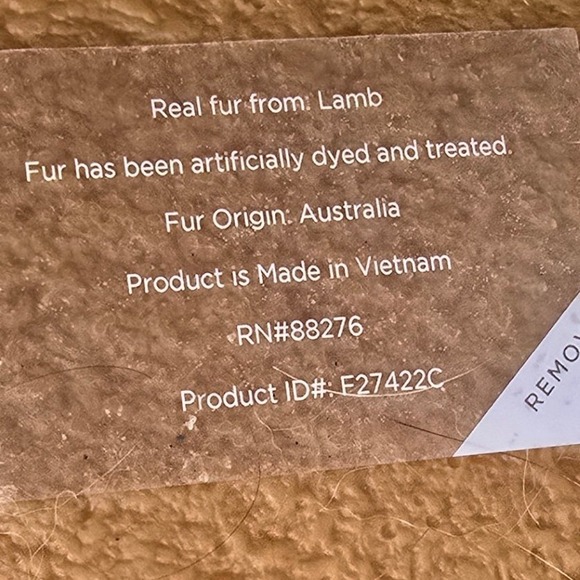 Real fur from: Lamb
Fur has been artificially dyed and treated.
Fur Origin: Australia
Product is Made in Vietnam
RN#88276
Product ID#: F27422C